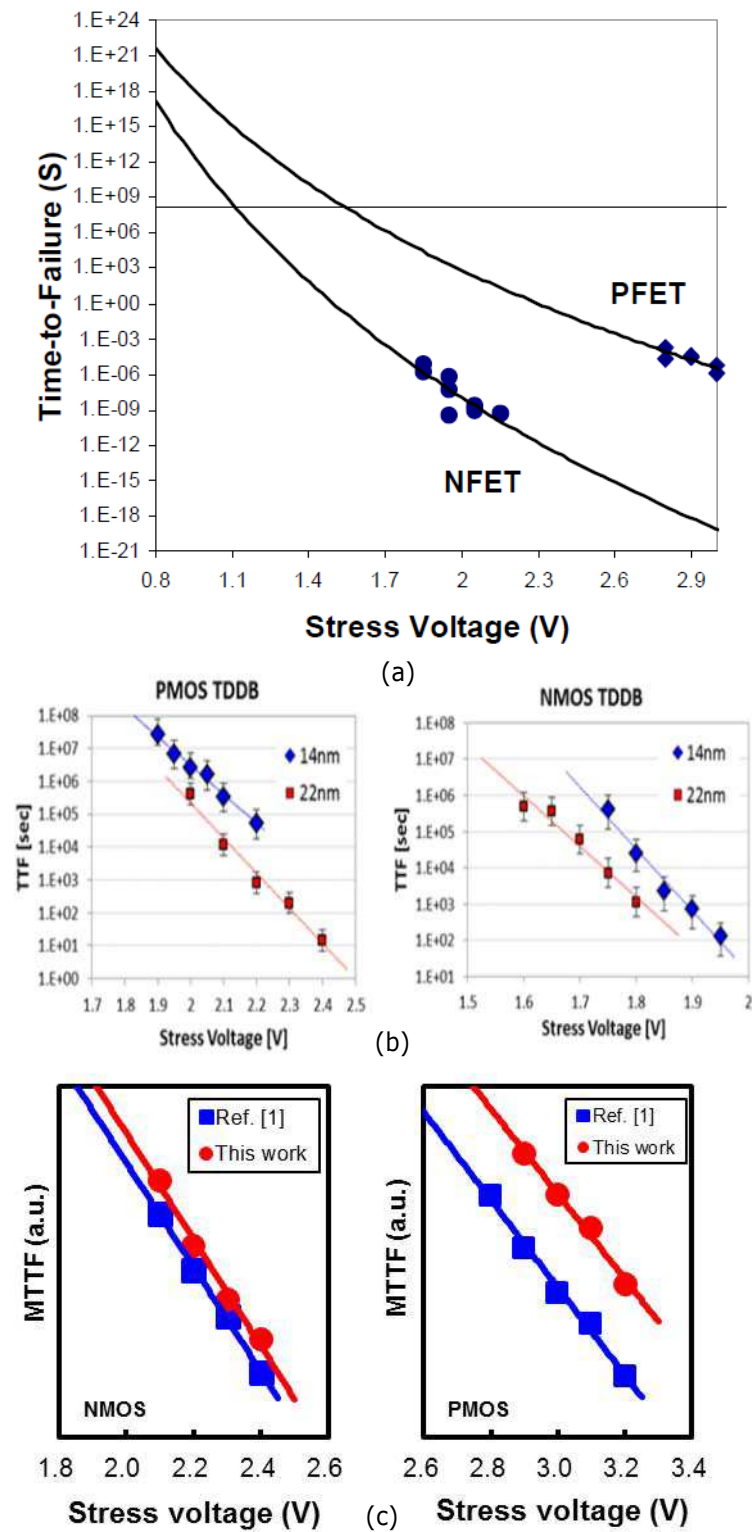 1.E+24
1.E+21
1.E+18
1.E+15
1.E+12
1.E+09
1.E+06
1.E+03
1.E+00
1.E-03
1.E-06
1.E-09
1.E-12
1.E-15
1.E-18
1.E-21
Time-to-Failure (S)
PFET
NFET
0.8 1.1 1.4 1.7 2 2.3 2.6 2.9
Stress Voltage (V)
(a)
PMOS TDDB
1.E+08
1.E+07
1.E+06
1.E+05
1.E+04
1.E+03
1.E+02
1.E+01
1.E+00
TTF [sec]
14nm
22nm
1.7 1.8 1.9 2.0 2.1 2.2 2.3 2.4 2.5
Stress Voltage [V]
NMOS TDDB
1.E+08
1.E+07
1.E+06
1.E+05
1.E+04
1.E+03
1.E+02
1.E+01
TTF [sec]
14nm
22nm
1.5 1.6 1.7 1.8 1.9 2
Stress Voltage [V]
(b)
MTTF (a.u.)
Ref. [1]
This work
NMOS
1.8 2.0 2.2 2.4 2.6
Stress voltage (V)
MTTF (a.u.)
Ref. [1]
This work
PMOS
2.6 2.8 3.0 3.2 3.4
Stress voltage (V)
(c)